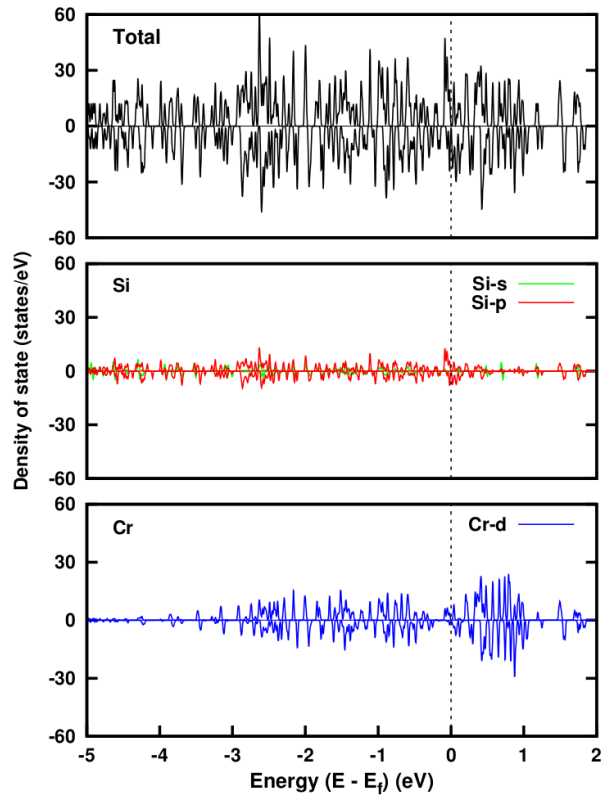 Density of state (states/eV)
60
30
0
-30
-60
Total
60
30
0
-30
-60
Si
Si-s
Si-p
60
30
0
-30
-60
Cr
Cr-d
-5 -4 -3 -2 -1 0 1 2
Energy (E - E_f) (eV)